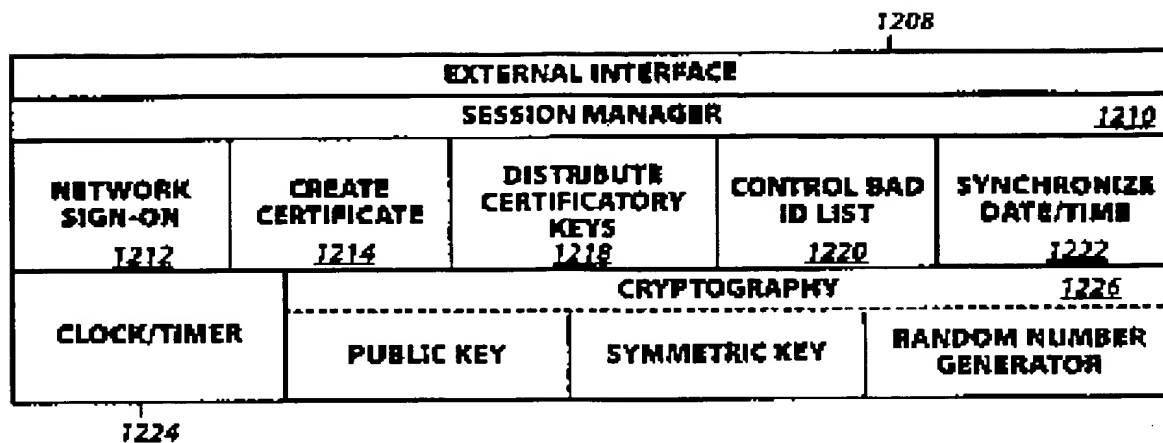 1208
EXTERNAL INTERFACE
SESSION MANAGER 1210
NETWORK
SIGN-ON
1212
CREATE
CERTIFICATE
1214
DISTRIBUTE
CERTIFICATORY
KEYS
1218
CONTROL BAD
ID LIST
1220
SYNCHRONIZE
DATE/TIME
1222
CLOCK/TIMER
1224
CRYPTOGRAPHY 1226
PUBLIC KEY
SYMMETRIC KEY
RANDOM NUMBER
GENERATOR